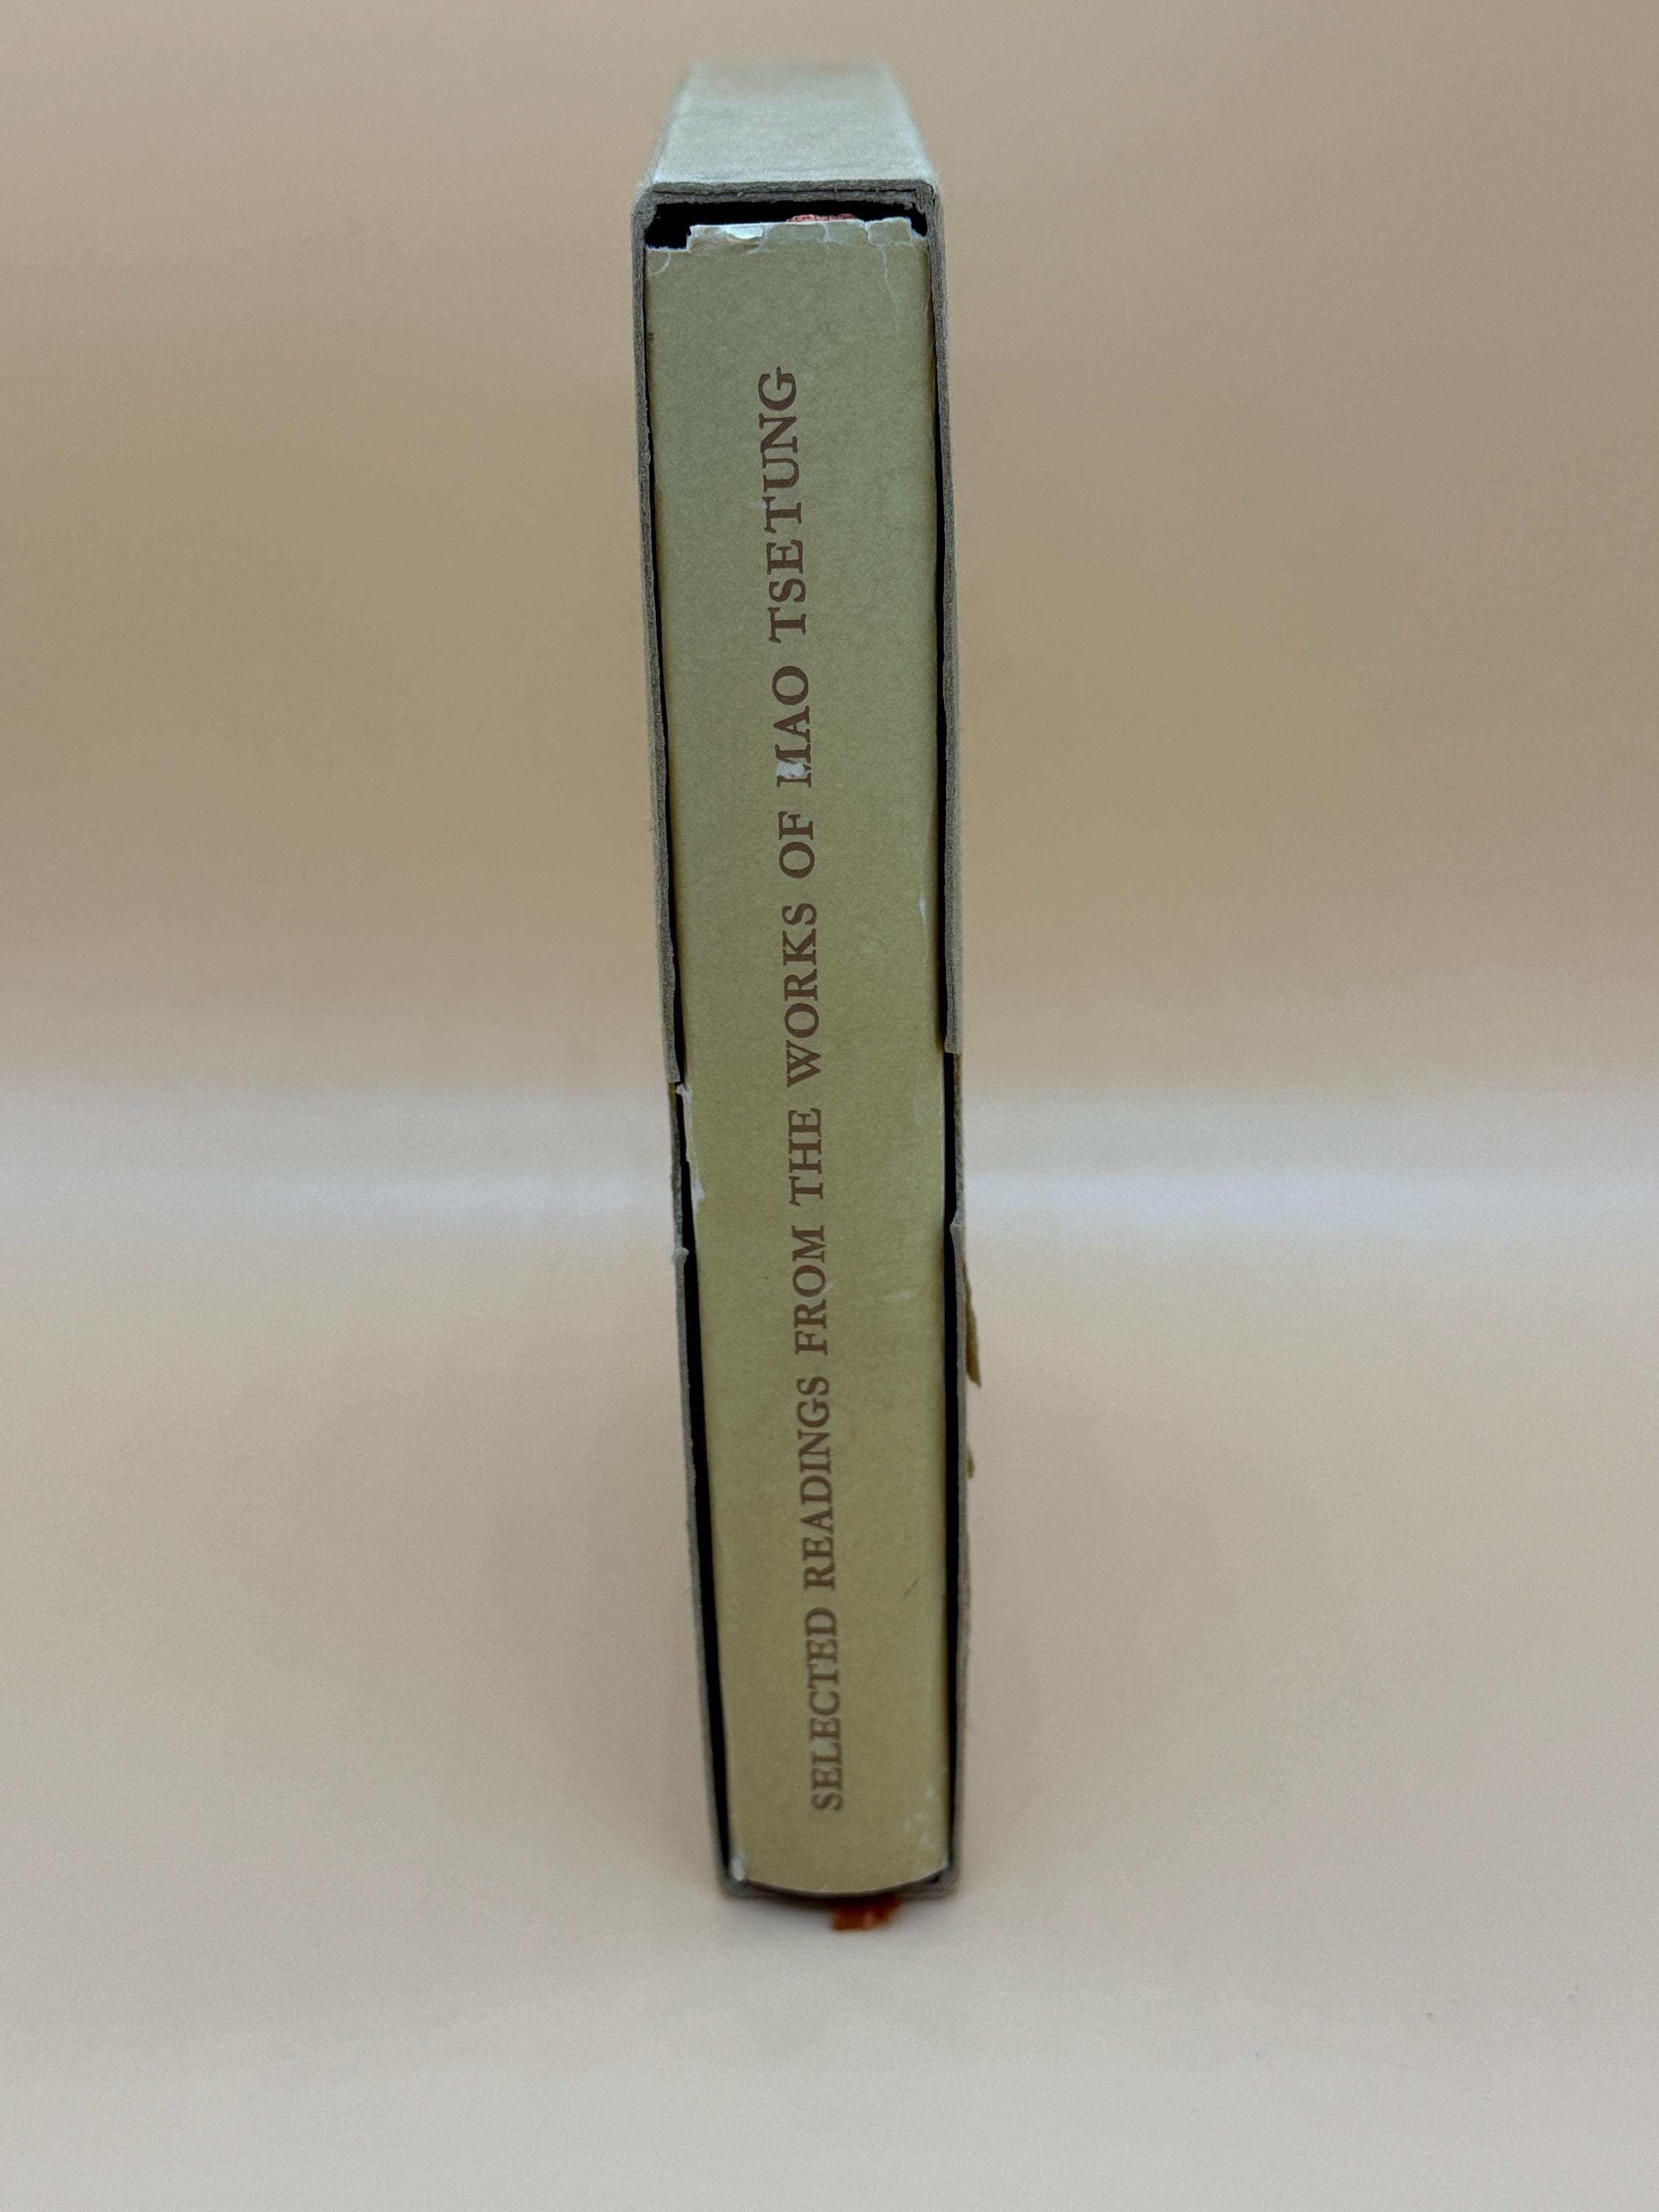 SELECTED READINGS FROM THE WORKS OF MAO TSETUNG